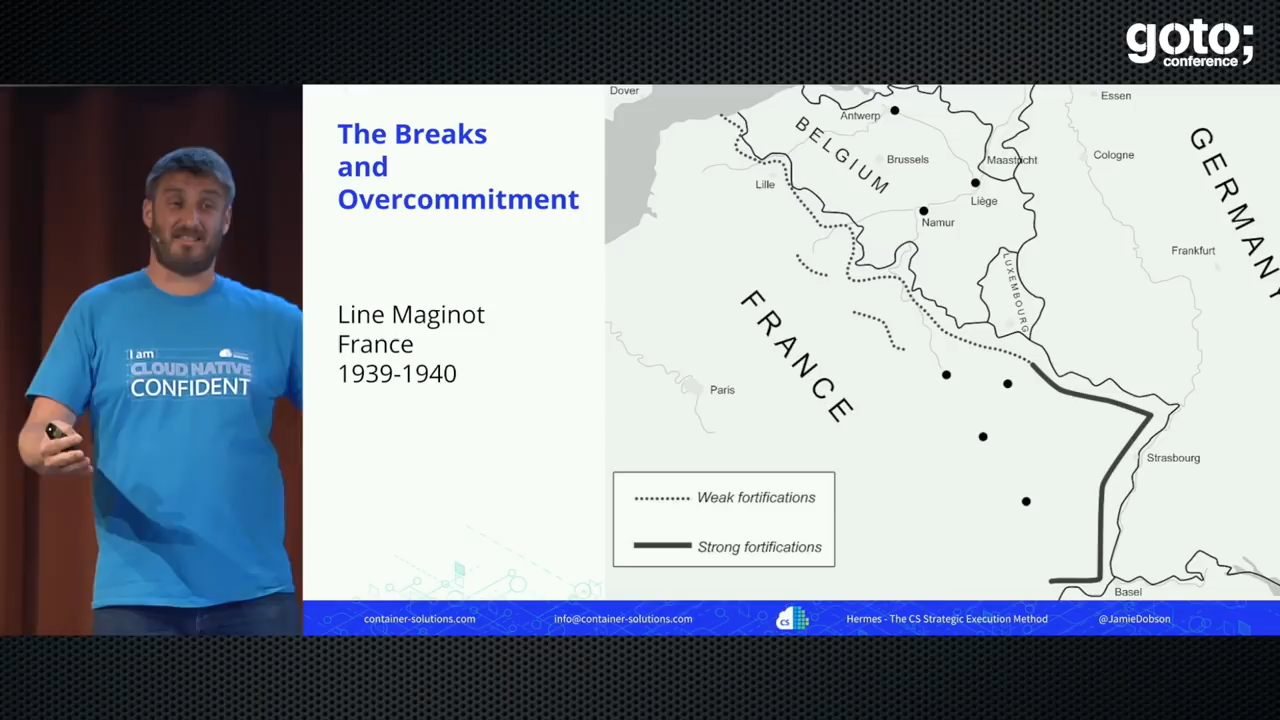 goto;
conference
I am
CLOUD NATIVE
CONFIDENT
The Breaks
and
Overcommitment
Line Maginot
France
1939-1940
Dover
Essen
Antwerp
BELGIUM
GERMANY
Brussels
Maastricht
Cologne
Lille
Liège
Namur
Frankfurt
LUXEMBOURG
FRANCE
Paris
Strasbourg
Weak fortifications
Strong fortifications
Basel
container-solutions.com
info@container-solutions.com
CS
Hermes - The CS Strategic Execution Method
@JamieDobson